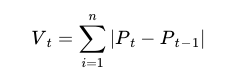 V_t = \sum_{i=1}^{n} |P_t - P_{t-1}|